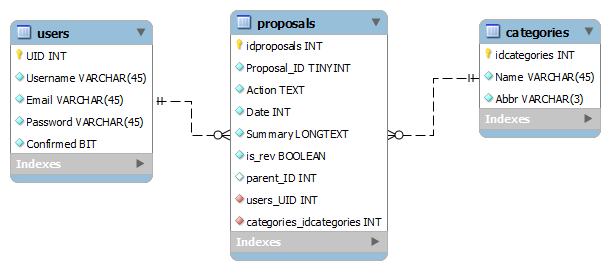 users
UID INT
Username VARCHAR(45)
Email VARCHAR(45)
Password VARCHAR(45)
Confirmed BIT
Indexes
proposals
idproposals INT
Proposal_ID TINYINT
Action TEXT
Date INT
Summary LONGTEXT
is_rev BOOLEAN
parent_ID INT
users_UID INT
categories_idcategories INT
Indexes
categories
idcategories INT
Name VARCHAR(45)
Abbr VARCHAR(3)
Indexes